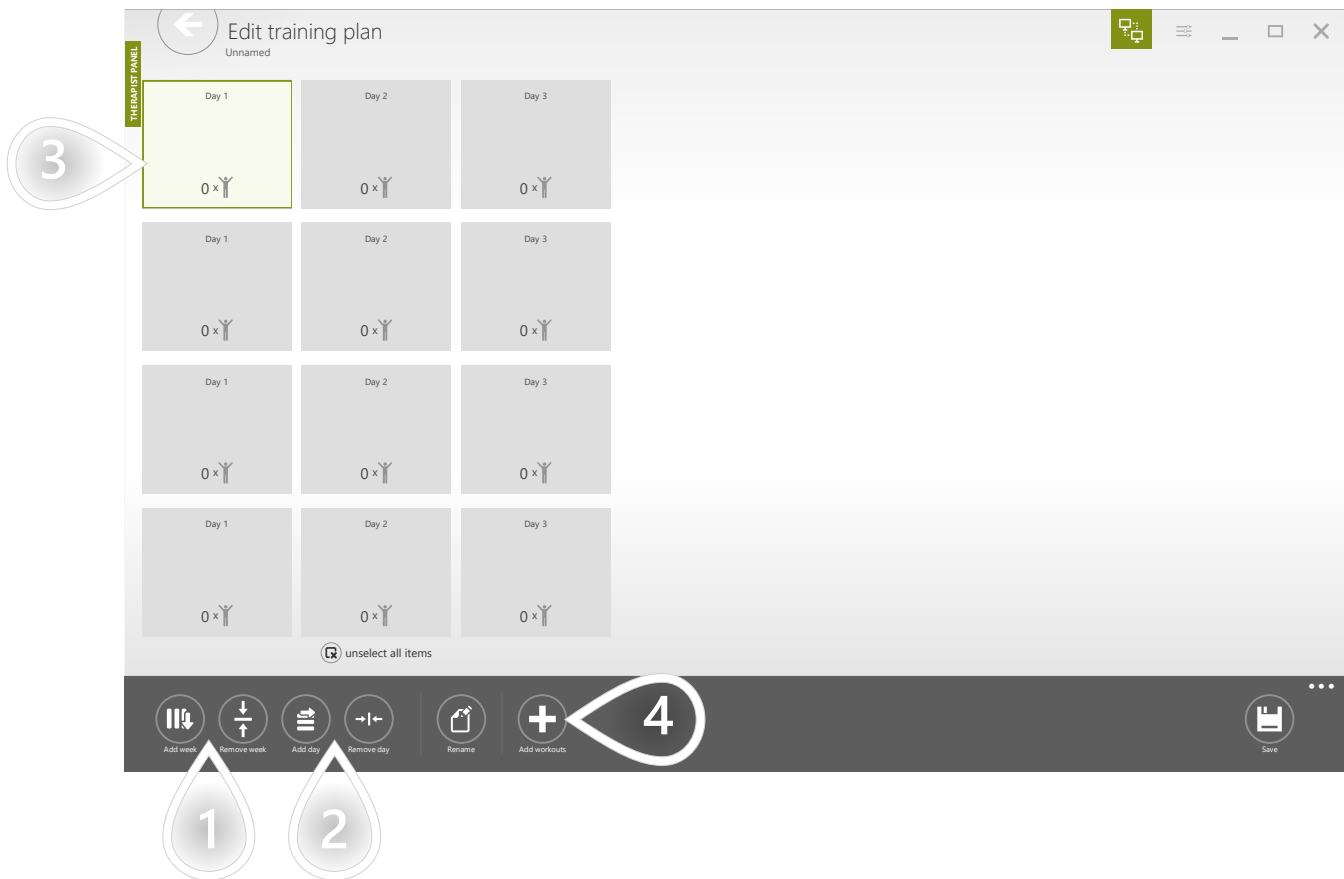 Edit training plan
Unnamed
THERAPIST PANEL
Day 1 Day 2 Day 3
3
0 x 0 x 0 x
Day 1 Day 2 Day 3
0 x 0 x 0 x
Day 1 Day 2 Day 3
0 x 0 x 0 x
Day 1 Day 2 Day 3
0 x 0 x 0 x
unselect all items
4
Add week Remove week Add day Remove day Rename Add workouts Save
1 2